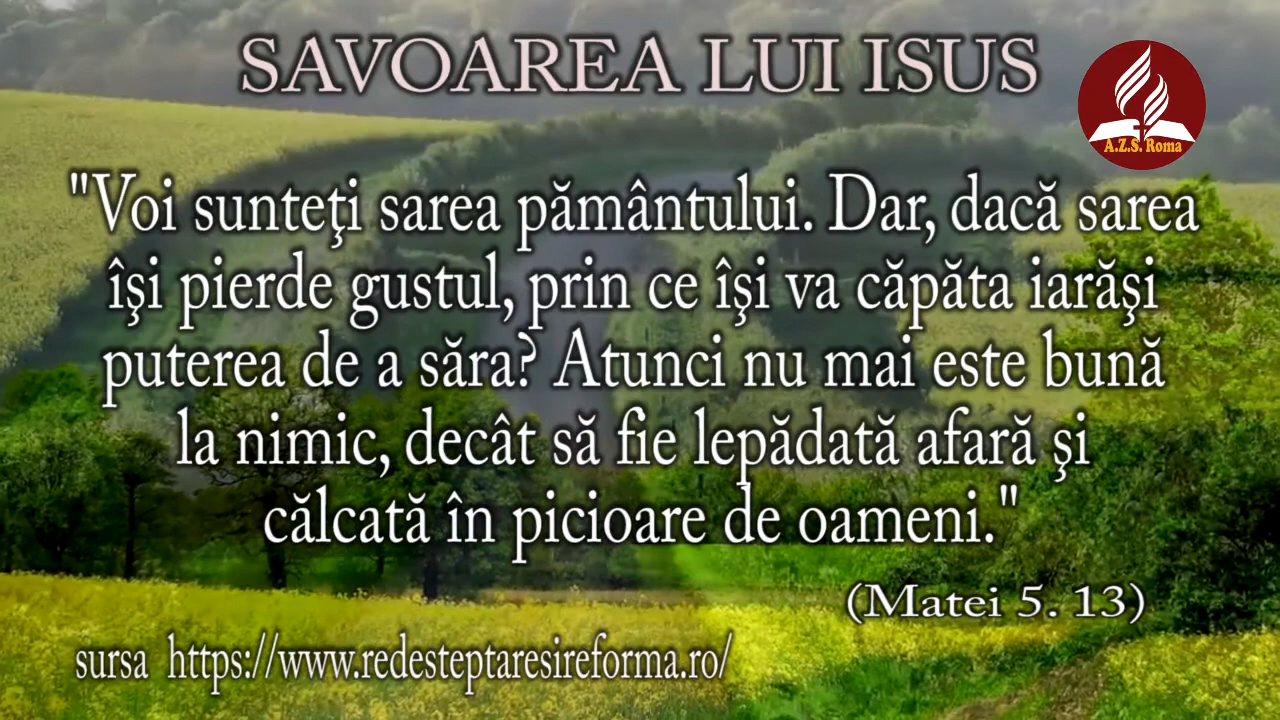 SAVOAREA LUI ISUS
A.Z.S. Roma
"Voi sunteţi sarea pământului. Dar, dacă sarea
îşi pierde gustul, prin ce îşi va căpăta iarăşi
puterea de a săra? Atunci nu mai este bună
la nimic, decât să fie lepădată afară şi
călcată în picioare de oameni."
(Matei 5. 13)
sursa https://www.redesteptaresireforma.ro/